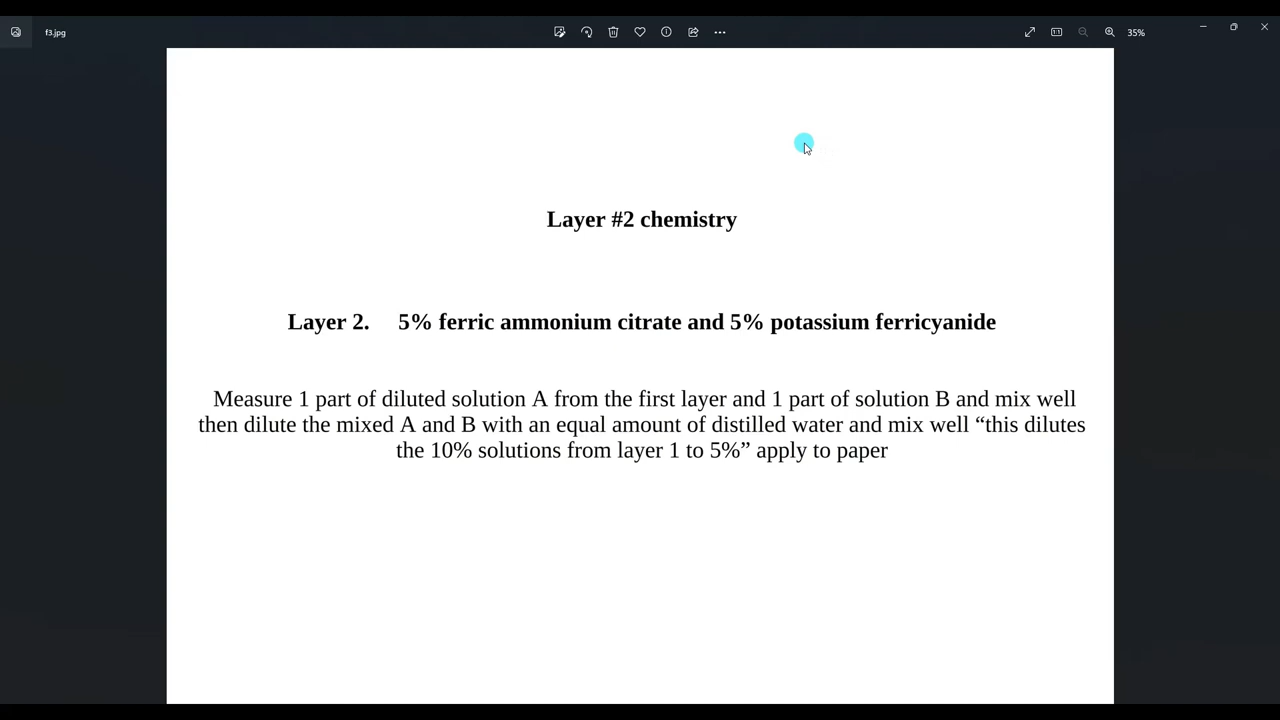 f3.jpg
35%
Layer #2 chemistry
Layer 2. 5% ferric ammonium citrate and 5% potassium ferricyanide
Measure 1 part of diluted solution A from the first layer and 1 part of solution B and mix well
then dilute the mixed A and B with an equal amount of distilled water and mix well “this dilutes
the 10% solutions from layer 1 to 5%” apply to paper